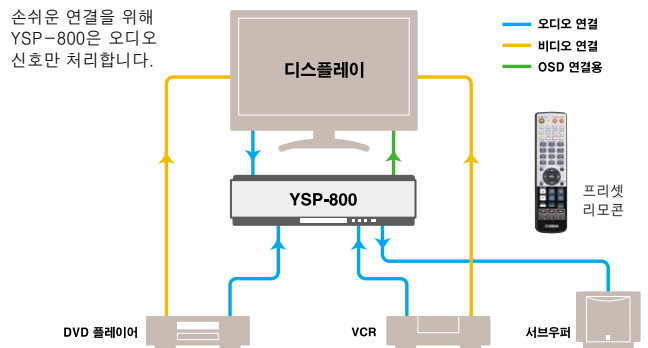 손쉬운 연결을 위해
YSP-800은 오디오
신호만 처리합니다.
오디오 연결
비디오 연결
OSD 연결용
디스플레이
YSP-800
프리셋
리모콘
DVD 플레이어
VCR
서브우퍼